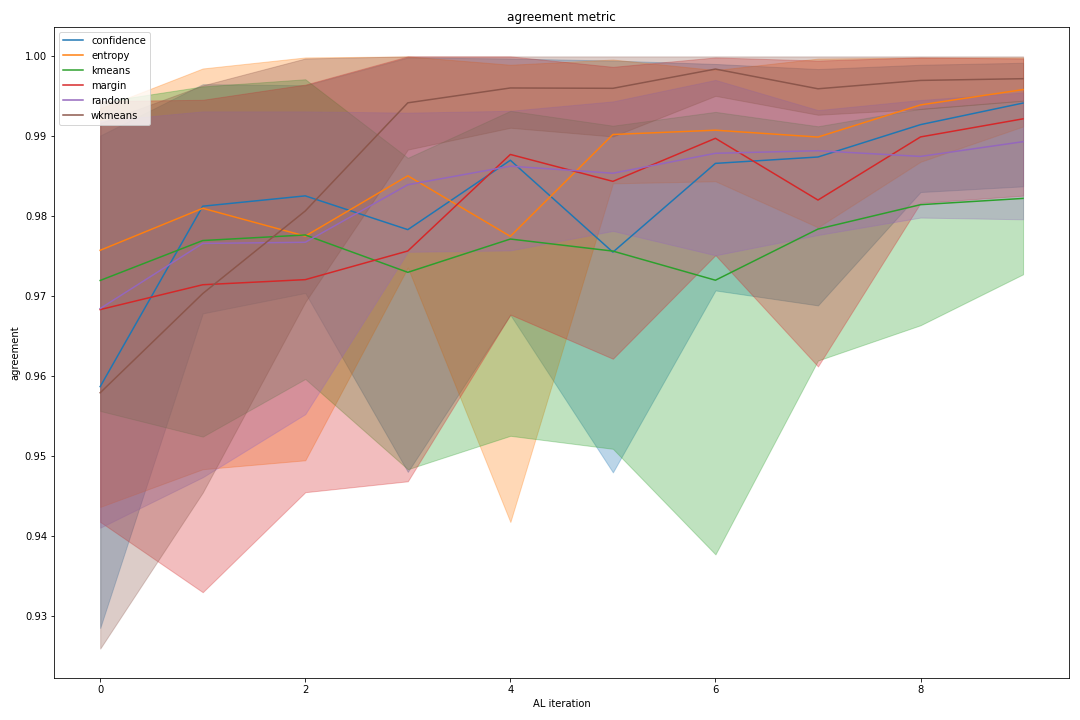 agreement metric
confidence
entropy
kmeans
margin
random
wkmeans
1.00
0.99
0.98
0.97
0.96
0.95
0.94
0.93
agreement
0 2 4 6 8
AL iteration